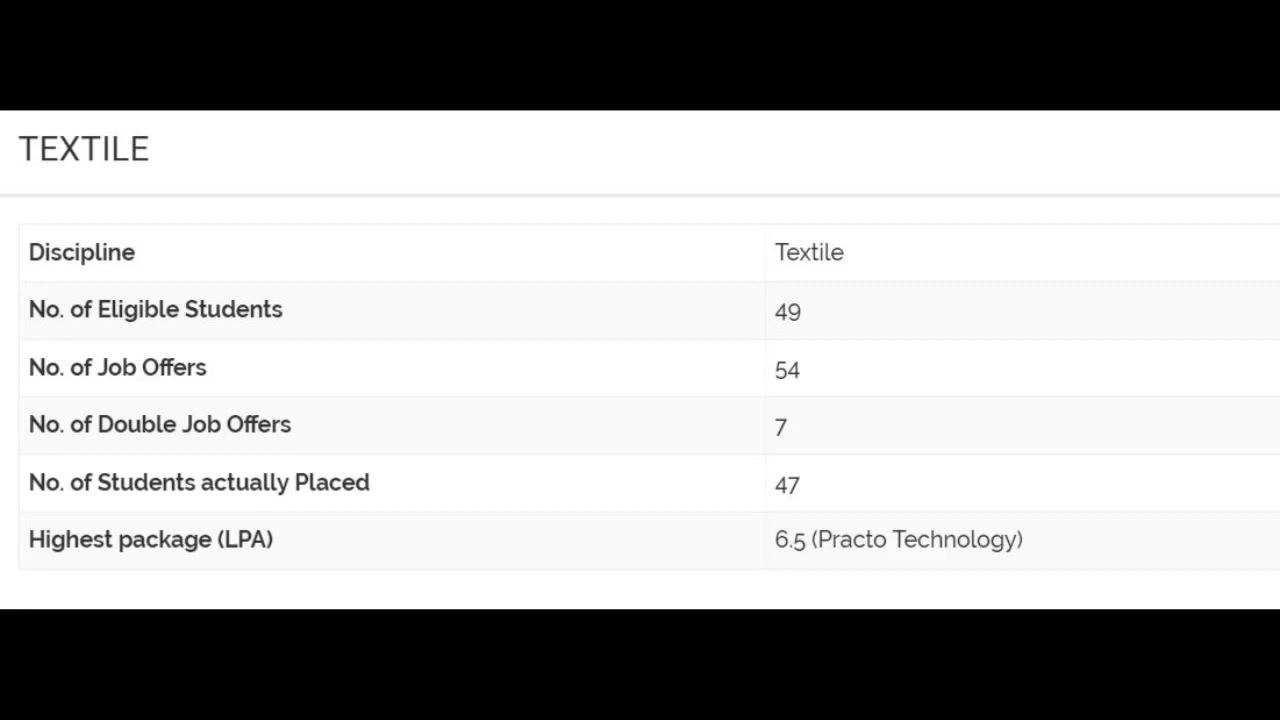 TEXTILE
Discipline Textile
No. of Eligible Students 49
No. of Job Offers 54
No. of Double Job Offers 7
No. of Students actually Placed 47
Highest package (LPA) 6.5 (Practo Technology)